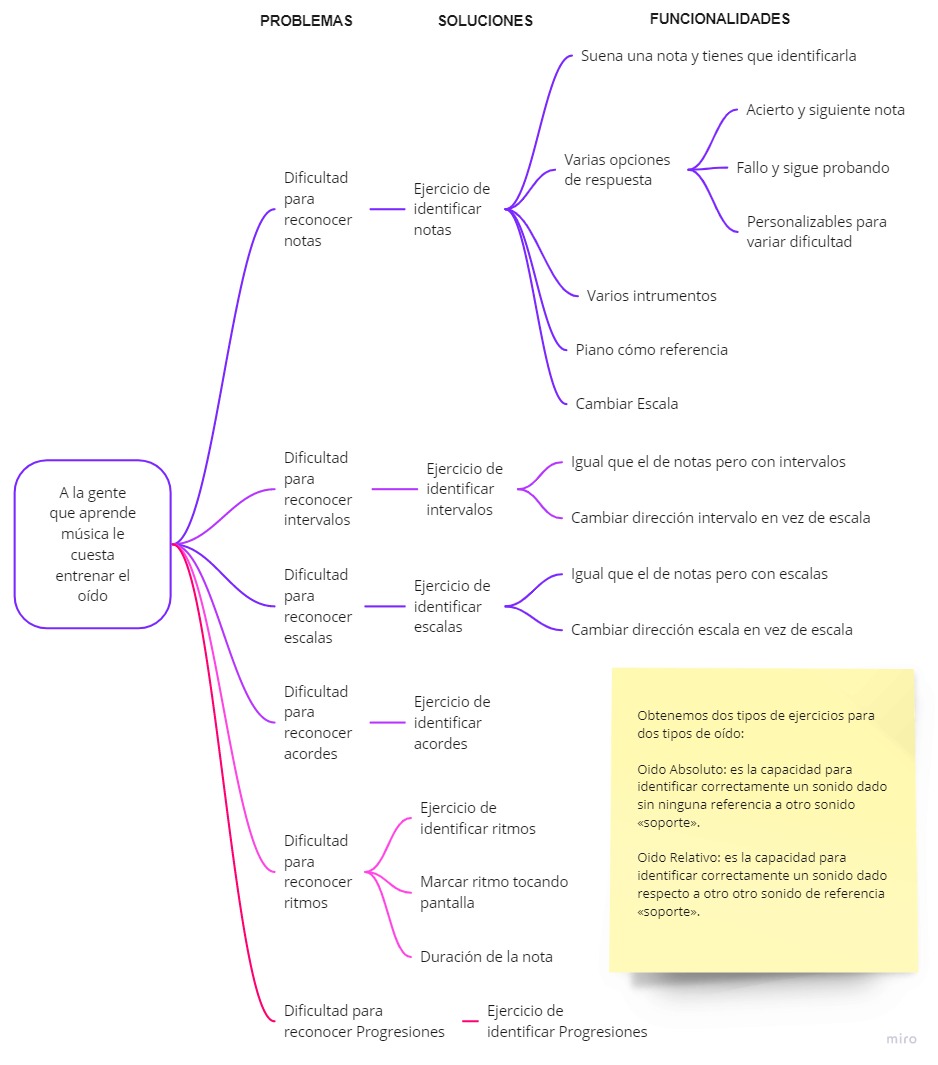 PROBLEMAS
SOLUCIONES
FUNCIONALIDADES
Suena una nota y tienes que identificarla
Acierto y siguiente nota
Varias opciones
de respuesta
Fallo y sigue probando
Personalizables para
variar dificultad
Dificultad
para
reconocer
notas
Ejercicio de
identificar
notas
Varios intrumentos
Piano cómo referencia
Cambiar Escala
A la gente
que aprende
música le
cuesta
entrenar el
oído
Dificultad
para
reconocer
intervalos
Ejercicio de
identificar
intervalos
Igual que el de notas pero con intervalos
Cambiar dirección intervalo en vez de escala
Dificultad
para
reconocer
escalas
Ejercicio de
identificar
escalas
Igual que el de notas pero con escalas
Cambiar dirección escala en vez de escala
Dificultad
para
reconocer
acordes
Ejercicio de
identificar
acordes
Dificultad
para
reconocer
ritmos
Ejercicio de
identificar ritmos
Marcar ritmo tocando
pantalla
Duración de la nota
Dificultad para
reconocer Progresiones
Ejercicio de
identificar Progresiones
Obtenemos dos tipos de ejercicios para
dos tipos de oído:
Oido Absoluto: es la capacidad para
identificar correctamente un sonido dado
sin ninguna referencia a otro sonido
«soporte».
Oido Relativo: es la capacidad para
identificar correctamente un sonido dado
respecto a otro otro sonido de referencia
«soporte».
miro